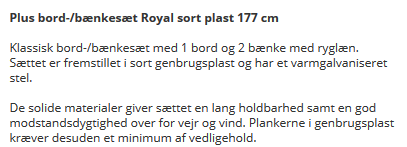 Plus bord-/bænkesæt Royal sort plast 177 cm
Klassisk bord-/bænkesæt med 1 bord og 2 bænke med ryglæn.
Sættet er fremstillet i sort genbrugsplast og har et varmgalvaniseret
stel.
De solide materialer giver sættet en lang holdbarhed samt en god
modstandsdygtighed over for vejr og vind. Plankerne i genbrugsplast
kræver desuden et minimum af vedligehold.